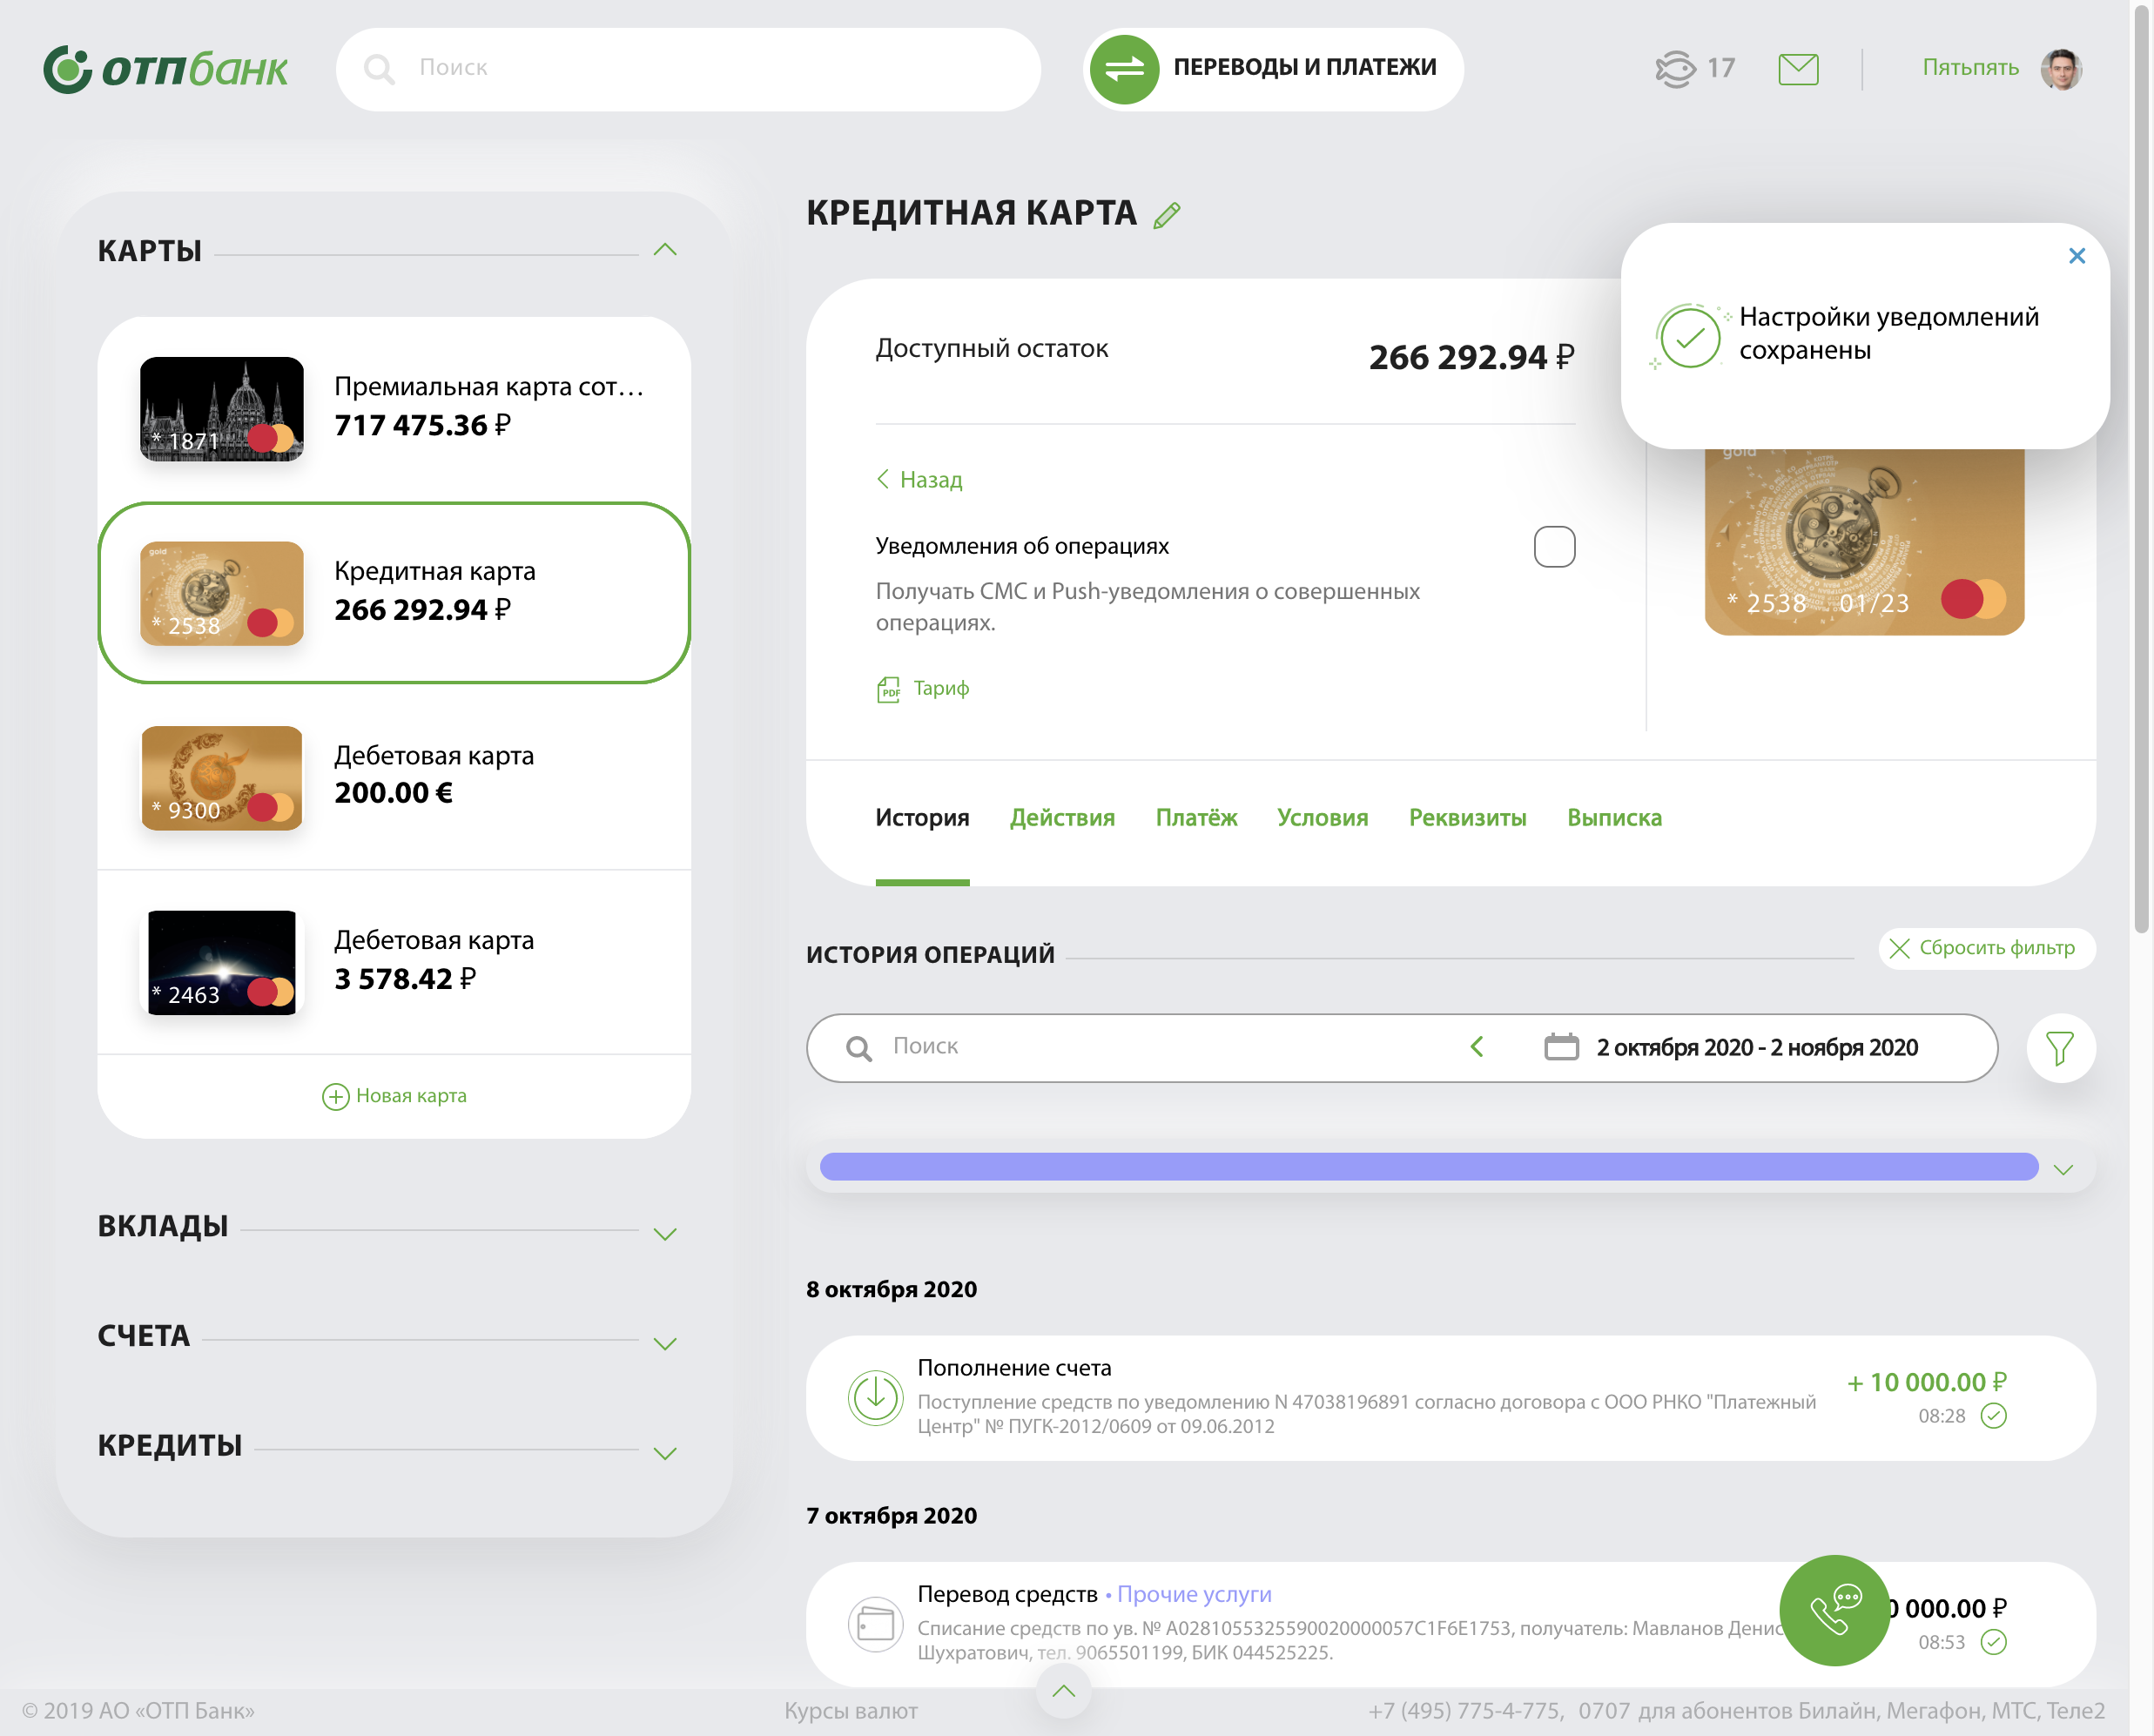 ОТПбанк
Поиск
ПЕРЕВОДЫ И ПЛАТЕЖИ
17
Пятьпять
КАРТЫ
* 1871
Премиальная карта сот...
717 475.36 ₽
gold
* 2538
Кредитная карта
266 292.94 ₽
* 9300
Дебетовая карта
200.00 €
* 2463
Дебетовая карта
3 578.42 ₽
Новая карта
ВКЛАДЫ
СЧЕТА
КРЕДИТЫ
КРЕДИТНАЯ КАРТА
Доступный остаток
266 292.94 ₽
Настройки уведомлений
сохранены
Назад
Уведомления об операциях
Получать СМС и Push-уведомления о совершенных
операциях.
PDF Тариф
gold
* 2538 01/23
История Действия Платёж Условия Реквизиты Выписка
ИСТОРИЯ ОПЕРАЦИЙ
Сбросить фильтр
Поиск
2 октября 2020 - 2 ноября 2020
8 октября 2020
Пополнение счета
Поступление средств по уведомлению N 47038196891 согласно договора с ООО РНКО "Платежный
Центр" № ПУГК-2012/0609 от 09.06.2012
+ 10 000.00 ₽
08:28
7 октября 2020
Перевод средств • Прочие услуги
Списание средств по ув. № A0281055325590020000057C1F6E1753, получатель: Мавланов Денис
Шухратович, тел. 9065501199, БИК 044525225.
0 000.00 ₽
08:53
© 2019 АО «ОТП Банк»
Курсы валют
+7 (495) 775-4-775, 0707 для абонентов Билайн, Мегафон, МТС, Теле2